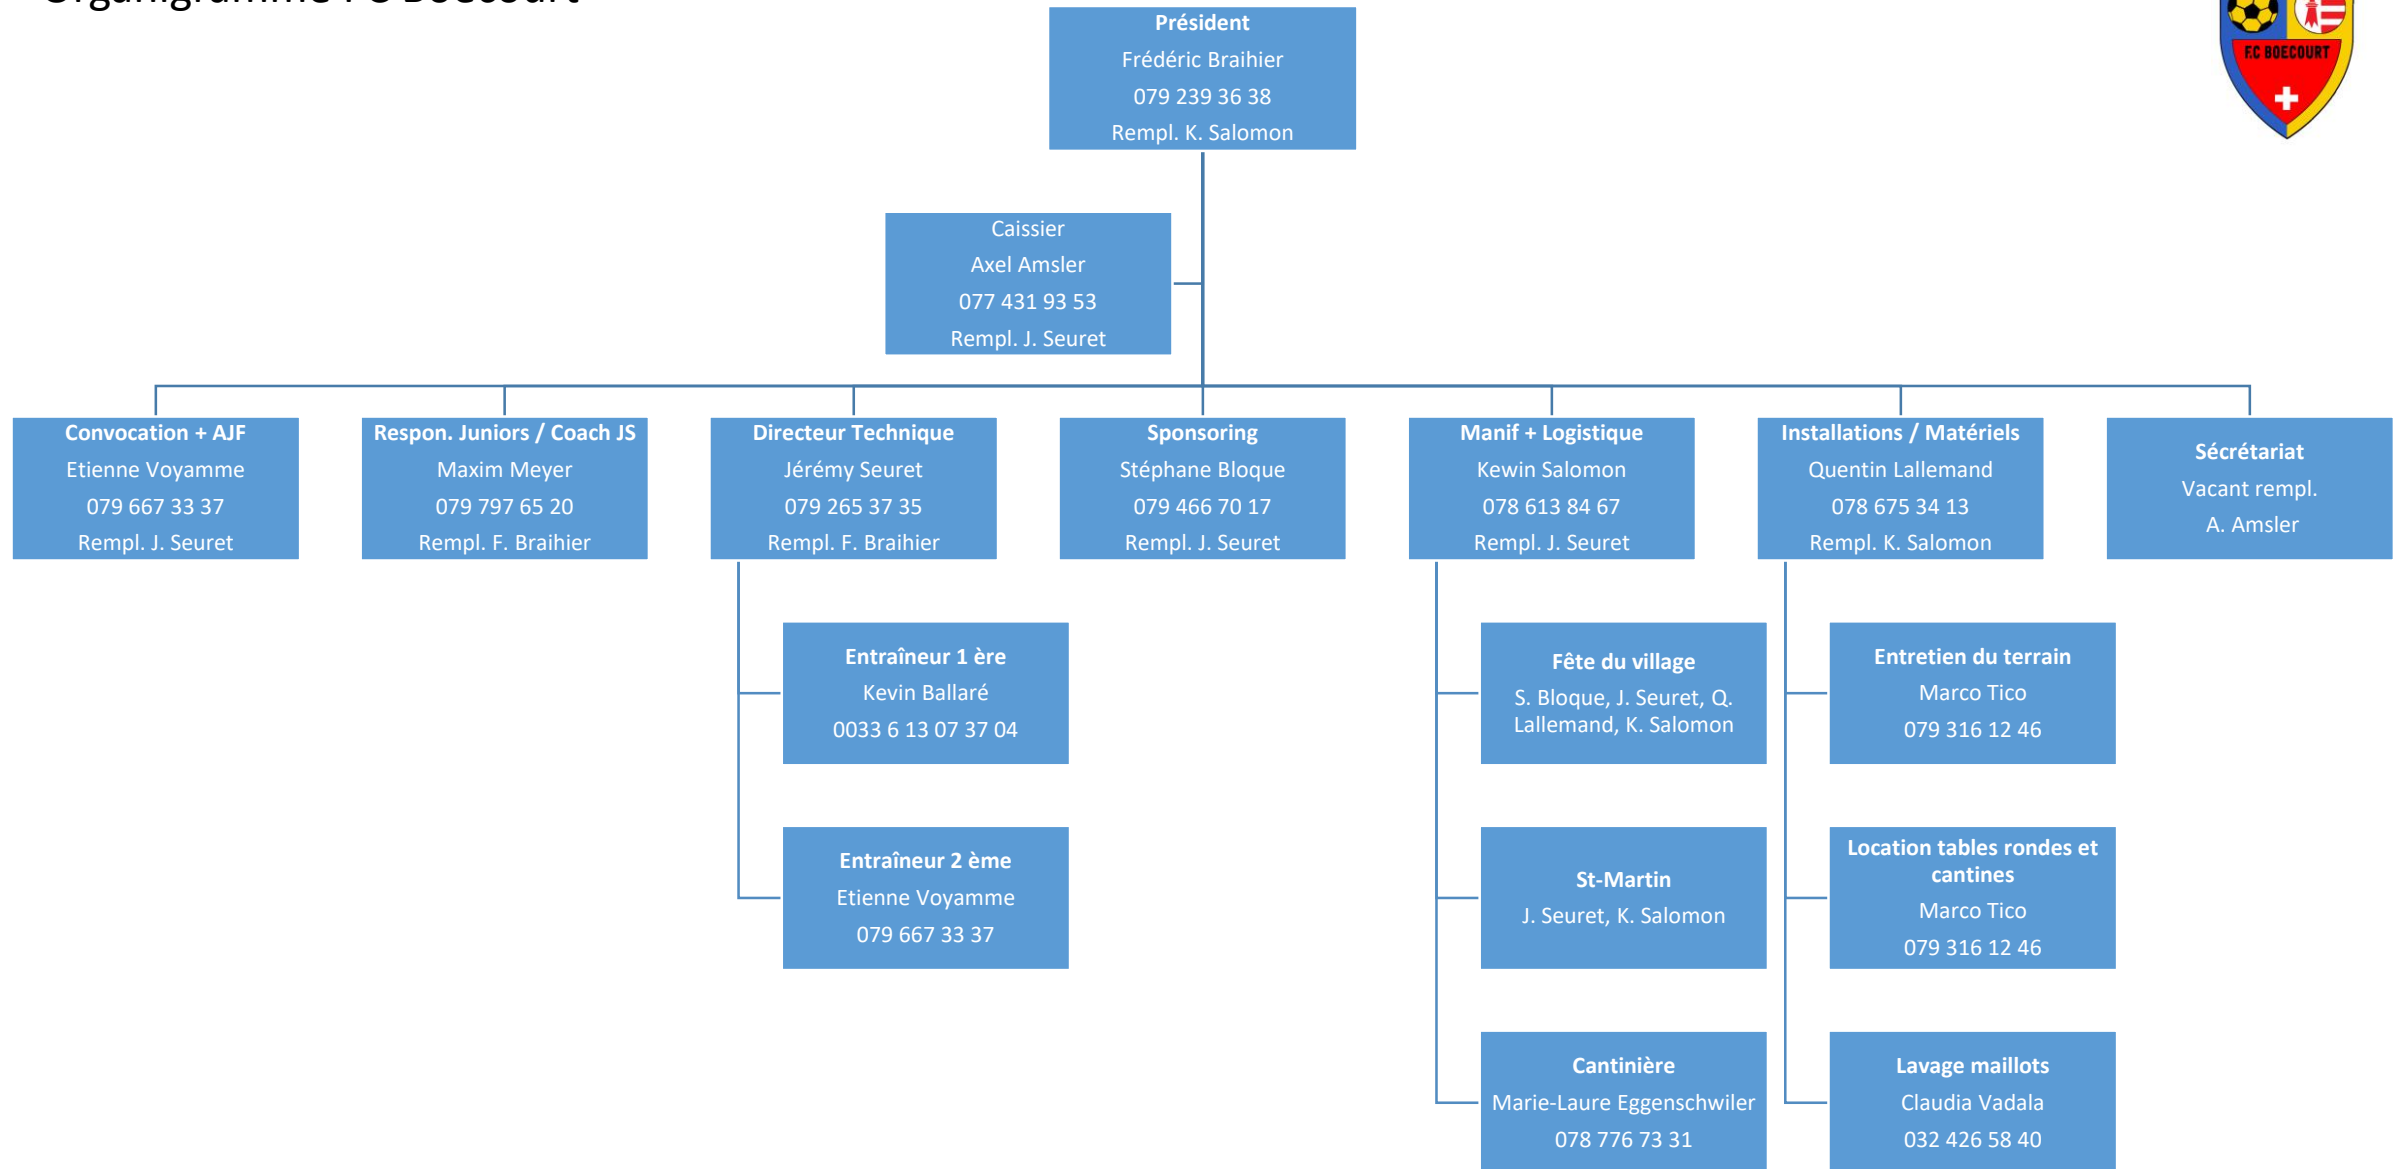 Organigramme FC Boécourt
F.C BOECOURT
Président
Frédéric Braihier
079 239 36 38
Rempl. K. Salomon
Caissier
Axel Amsler
077 431 93 53
Rempl. J. Seuret
Convocation + AJF
Etienne Voyamme
079 667 33 37
Rempl. J. Seuret
Respon. Juniors / Coach JS
Maxim Meyer
079 797 65 20
Rempl. F. Braihier
Directeur Technique
Jérémy Seuret
079 265 37 35
Rempl. F. Braihier
Sponsoring
Stéphane Bloque
079 466 70 17
Rempl. J. Seuret
Manif + Logistique
Kewin Salomon
078 613 84 67
Rempl. J. Seuret
Installations / Matériels
Quentin Lallemand
078 675 34 13
Rempl. K. Salomon
Sécrétariat
Vacant rempl.
A. Amsler
Entraîneur 1 ère
Kevin Ballaré
0033 6 13 07 37 04
Entraîneur 2 ème
Etienne Voyamme
079 667 33 37
Fête du village
S. Bloque, J. Seuret, Q.
Lallemand, K. Salomon
St-Martin
J. Seuret, K. Salomon
Cantinière
Marie-Laure Eggenschwiler
078 776 73 31
Entretien du terrain
Marco Tico
079 316 12 46
Location tables rondes et
cantines
Marco Tico
079 316 12 46
Lavage maillots
Claudia Vadala
032 426 58 40